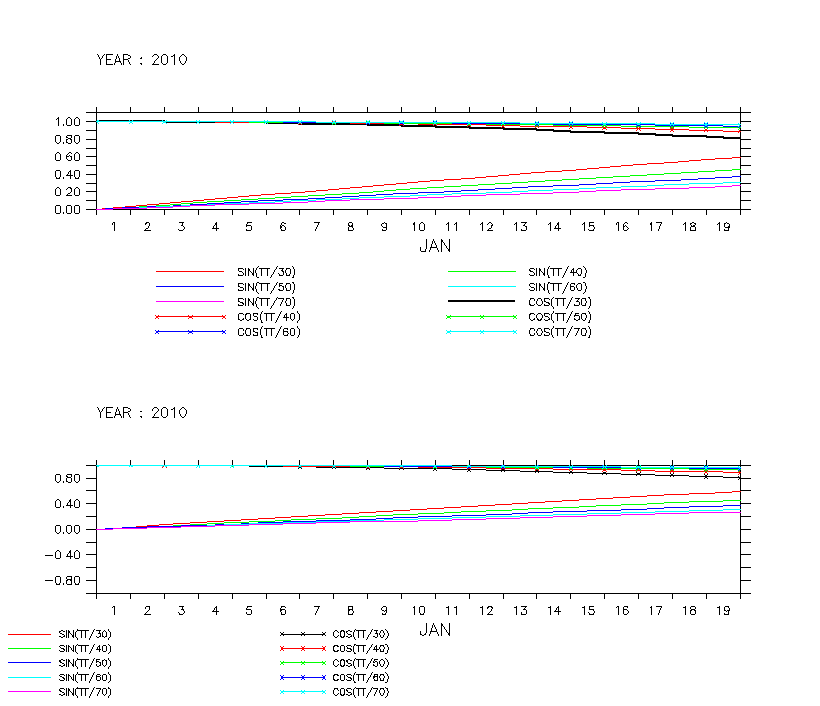 YEAR : 2010
1.00
0.80
0.60
0.40
0.20
0.00
1 2 3 4 5 6 7 8 9 10 11 12 13 14 15 16 17 18 19
JAN
SIN(TT/30) SIN(TT/40)
SIN(TT/50) SIN(TT/60)
SIN(TT/70) COS(TT/30)
COS(TT/40) COS(TT/50)
COS(TT/60) COS(TT/70)
YEAR : 2010
0.80
0.40
0.00
-0.40
-0.80
1 2 3 4 5 6 7 8 9 10 11 12 13 14 15 16 17 18 19
JAN
SIN(TT/30) COS(TT/30)
SIN(TT/40) COS(TT/40)
SIN(TT/50) COS(TT/50)
SIN(TT/60) COS(TT/60)
SIN(TT/70) COS(TT/70)